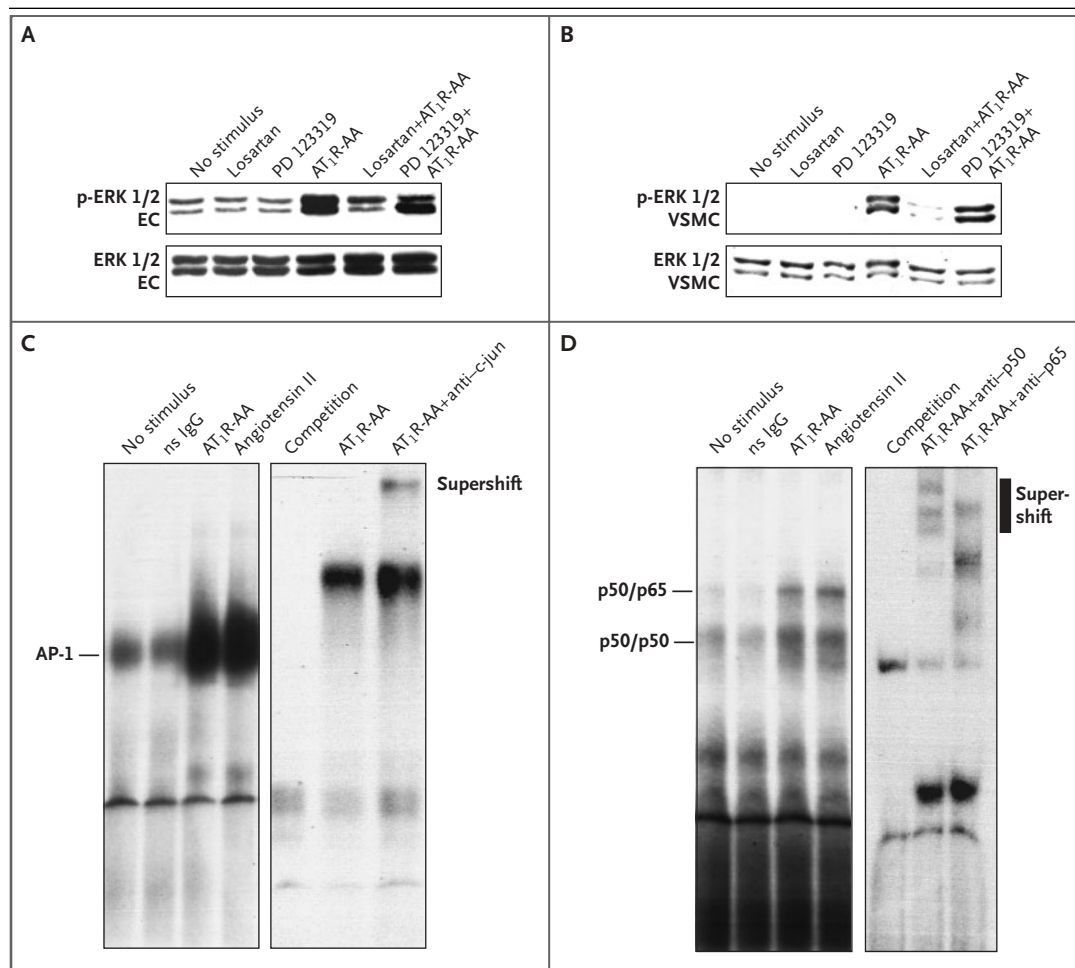 A
No stimulus
Losartan
PD 123319
AT₁R-AA
Losartan+AT₁R-AA
PD 123319+
AT₁R-AA
p-ERK 1/2
EC
ERK 1/2
EC
B
No stimulus
Losartan
PD 123319
AT₁R-AA
Losartan+AT₁R-AA
PD 123319+
AT₁R-AA
p-ERK 1/2
VSMC
ERK 1/2
VSMC
C
No stimulus
ns IgG
AT₁R-AA
Angiotensin II
Competition
AT₁R-AA
AT₁R-AA+anti–c-jun
Supershift
AP-1
D
No stimulus
ns IgG
AT₁R-AA
Angiotensin II
Competition
AT₁R-AA+anti–p50
AT₁R-AA+anti–p65
Super-
shift
p50/p65
p50/p50